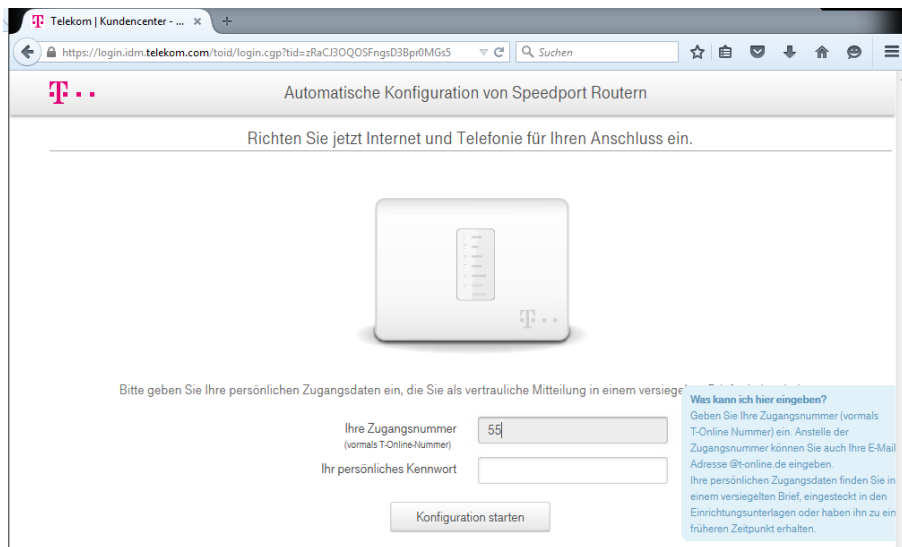 Telekom | Kundencenter - ...
https://login.idm.telekom.com/toid/login.cgp?tid=zRaCJ3OQOSFngsD3Bpr0MGs5
Suchen
T
Automatische Konfiguration von Speedport Routern
Richten Sie jetzt Internet und Telefonie für Ihren Anschluss ein.
T
Bitte geben Sie Ihre persönlichen Zugangsdaten ein, die Sie als vertrauliche Mitteilung in einem
Ihre Zugangsnummer
(vormals T-Online-Nummer)
55
Ihr persönliches Kennwort
Konfiguration starten
Was kann ich hier eingeben?
Geben Sie Ihre Zugangsnummer (vormals
T-Online Nummer) ein. Anstelle der
Zugangsnummer können Sie auch Ihre E-Mail
Adresse @t-online.de eingeben.
Ihre persönlichen Zugangsdaten finden Sie in
einem versiegelten Brief, eingesteckt in den
Einrichtungsunterlagen oder haben ihn zu ein
früheren Zeitpunkt erhalten.